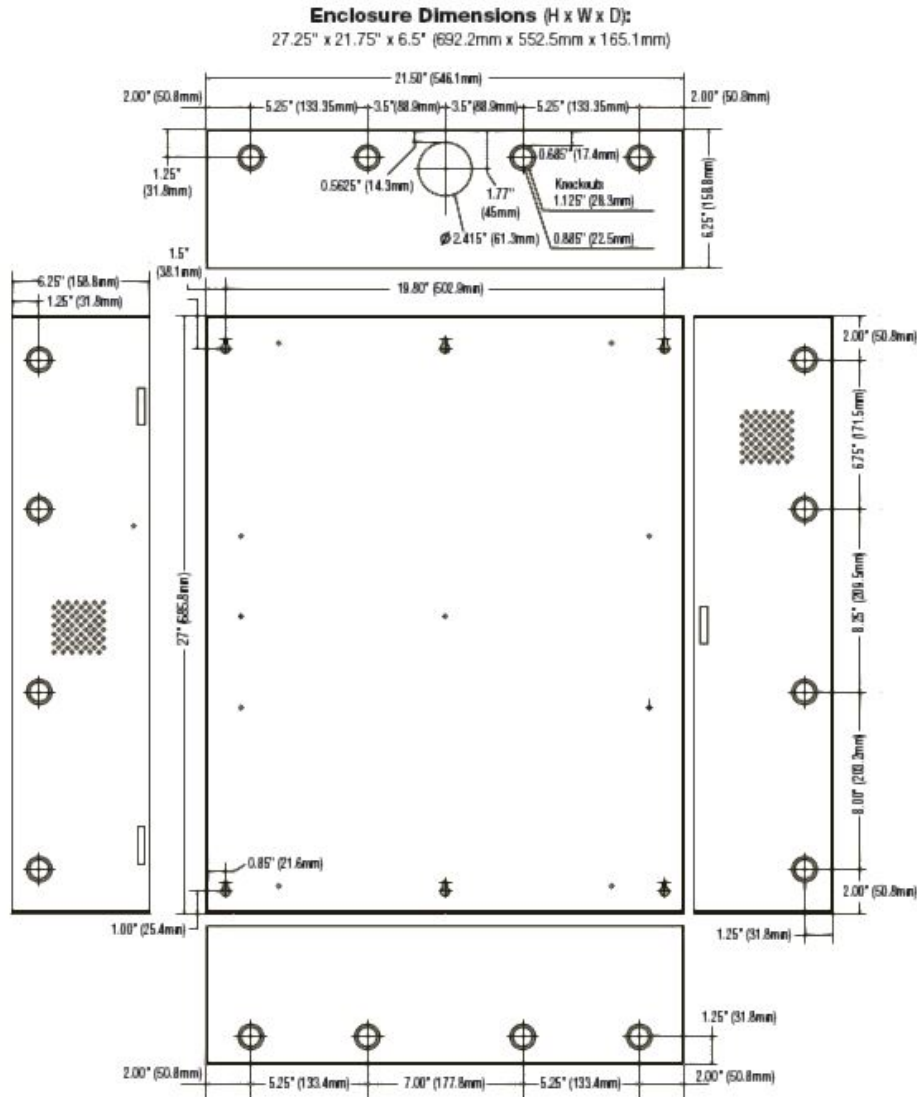 Enclosure Dimensions (H x W x D):
27.25" x 21.75" x 6.5" (692.2mm x 552.5mm x 165.1mm)
21.50" (546.1mm)
2.00" (50.8mm)
5.25" (133.35mm)
3.5"(88.9mm)
3.5"(88.9mm)
5.25" (133.35mm)
2.00" (50.8mm)
1.25"
(31.8mm)
0.5625" (14.3mm)
1.77"
(45mm)
0.685" (17.4mm)
Knockouts
1.125" (28.3mm)
0.885" (22.5mm)
Ø 2.415" (61.3mm)
6.25" (158.8mm)
1.5"
(38.1mm)
6.25" (158.8mm)
1.25" (31.8mm)
19.80" (502.9mm)
2.00" (50.8mm)
6.75" (171.5mm)
8.25" (209.5mm)
27" (685.8mm)
8.00" (203.2mm)
0.85" (21.6mm)
2.00" (50.8mm)
1.00" (25.4mm)
1.25" (31.8mm)
1.25" (31.8mm)
2.00" (50.8mm)
5.25" (133.4mm)
7.00" (177.8mm)
5.25" (133.4mm)
2.00" (50.8mm)